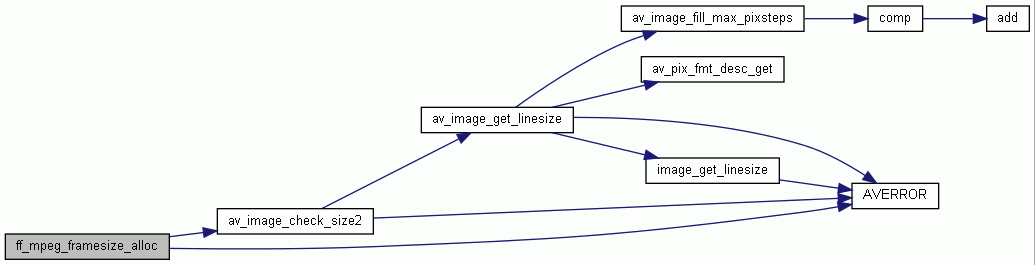 av_image_fill_max_pixsteps
comp
add
av_pix_fmt_desc_get
av_image_get_linesize
image_get_linesize
AVERROR
av_image_check_size2
ff_mpeg_framesize_alloc